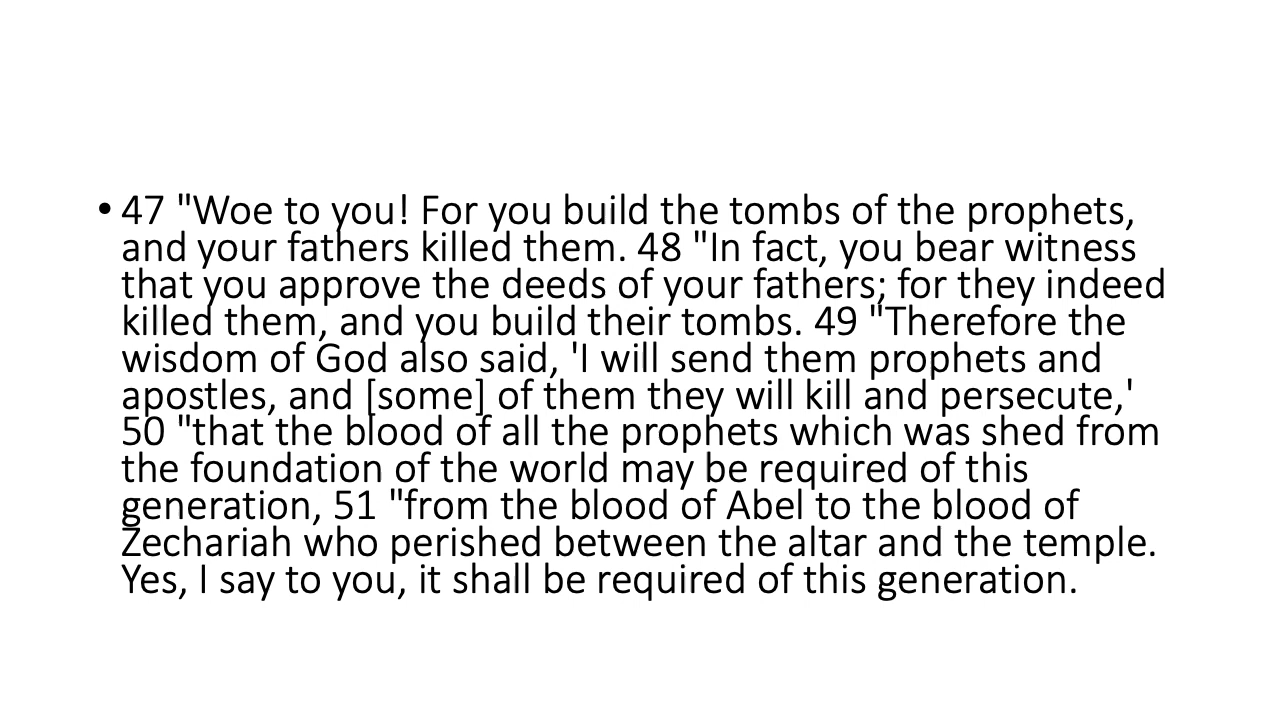 • 47 "Woe to you! For you build the tombs of the prophets,
and your fathers killed them. 48 "In fact, you bear witness
that you approve the deeds of your fathers; for they indeed
killed them, and you build their tombs. 49 "Therefore the
wisdom of God also said, 'I will send them prophets and
apostles, and [some] of them they will kill and persecute,'
50 "that the blood of all the prophets which was shed from
the foundation of the world may be required of this
generation, 51 "from the blood of Abel to the blood of
Zechariah who perished between the altar and the temple.
Yes, I say to you, it shall be required of this generation.